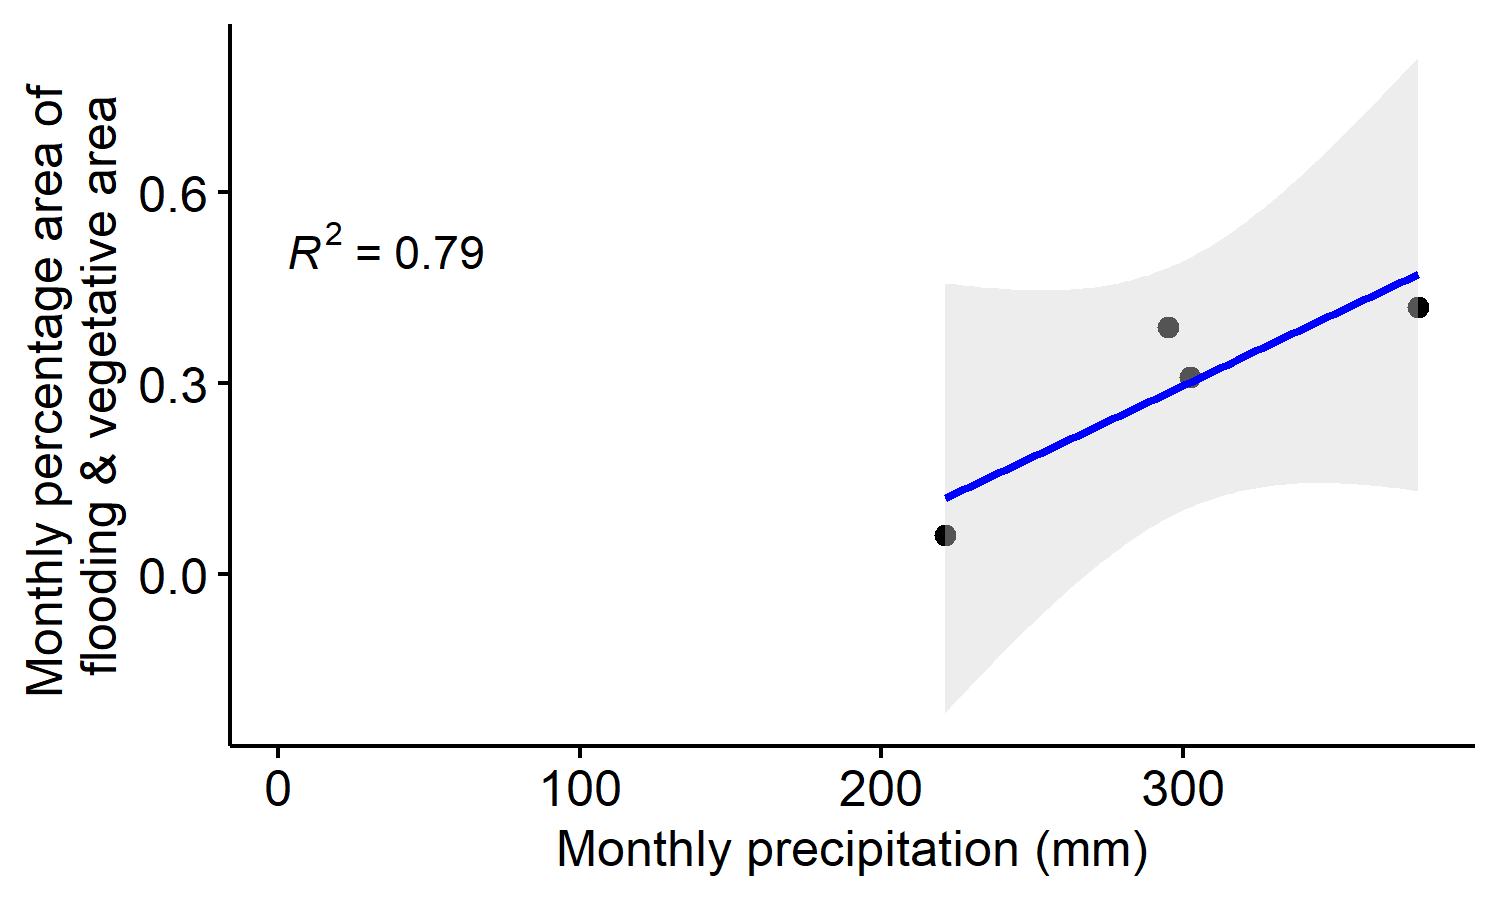 Monthly percentage area of
flooding & vegetative area
0.6
0.3
0.0
R² = 0.79
0
100
200
300
Monthly precipitation (mm)